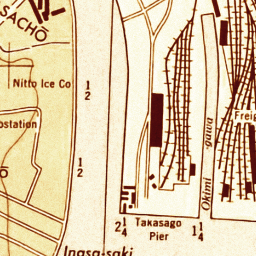 SACHŌ
Nitto Ice Co
1/2
station
Freig
gawa
Okimi
1/2
Ō
2 1/4
Takasago
Pier
1 1/4
Inasa-saki